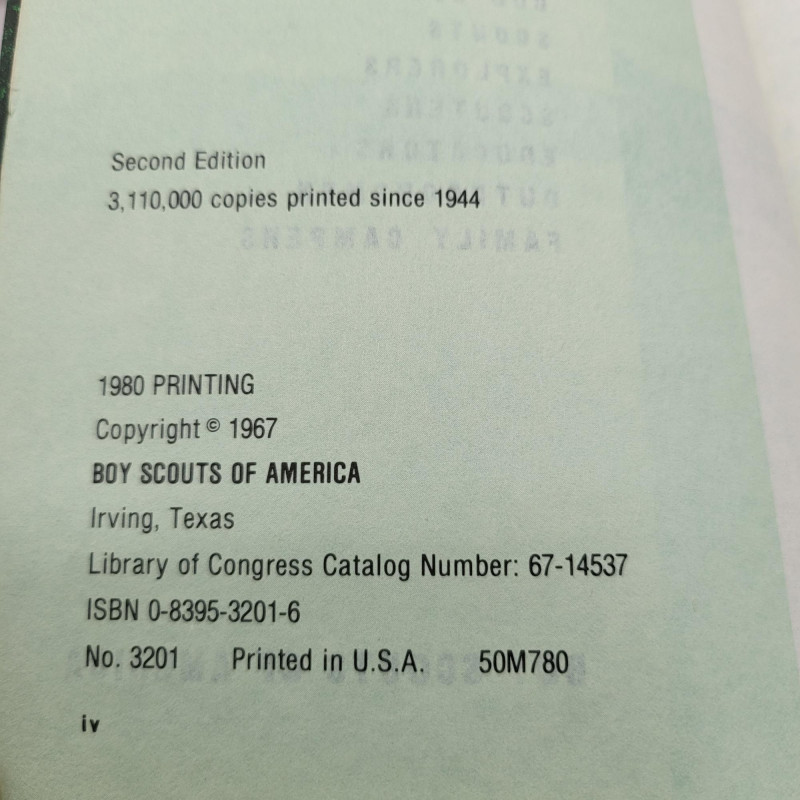 Second Edition
3,110,000 copies printed since 1944
1980 PRINTING
Copyright © 1967
BOY SCOUTS OF AMERICA
Irving, Texas
Library of Congress Catalog Number: 67-14537
ISBN 0-8395-3201-6
No. 3201 Printed in U.S.A. 50M780
iv